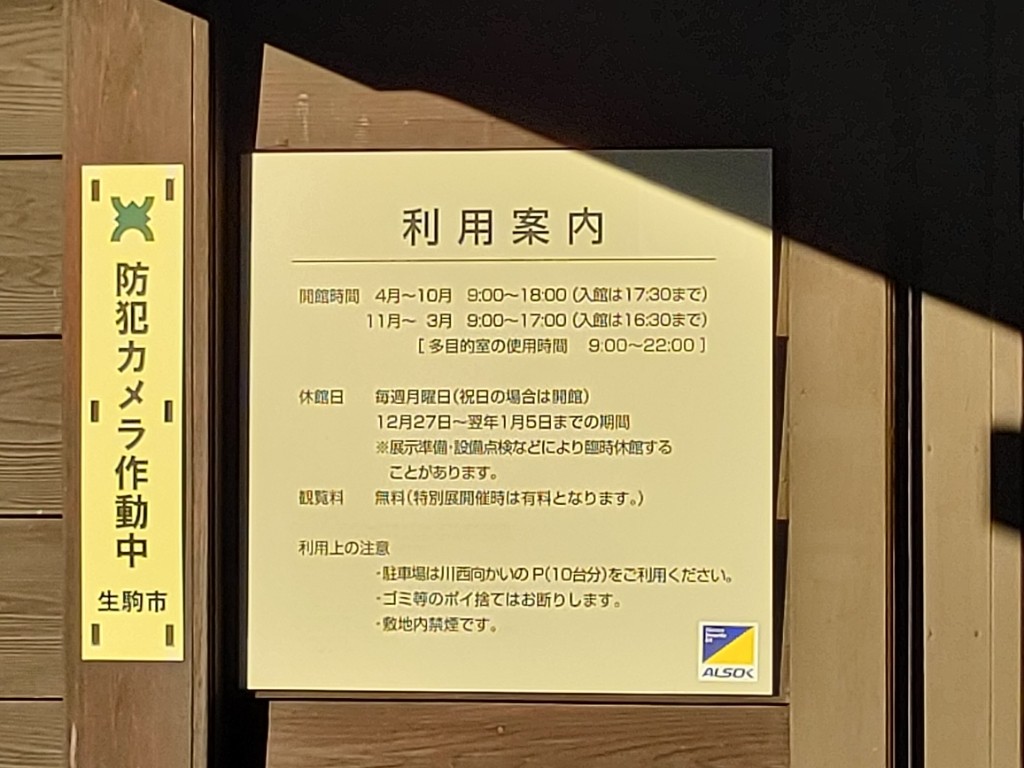 防犯カメラ作動中
生駒市
利用案内
開館時間 4月～10月 9:00～18:00(入館は17:30まで)
11月～ 3月 9:00～17:00(入館は16:30まで)
[ 多目的室の使用時間 9:00～22:00 ]
休館日 毎週月曜日(祝日の場合は開館)
12月27日～翌年1月5日までの期間
※展示準備・設備点検などにより臨時休館する
ことがあります。
観覧料 無料(特別展開催時は有料となります。)
利用上の注意
・駐車場は川西向かいのP(10台分)をご利用ください。
・ゴミ等のポイ捨てはお断りします。
・敷地内禁煙です。
ALSOK